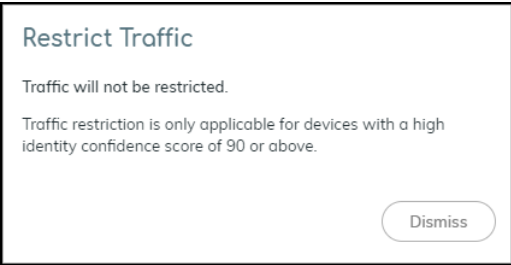 Restrict Traffic
Traffic will not be restricted.
Traffic restriction is only applicable for devices with a high
identity confidence score of 90 or above.
Dismiss